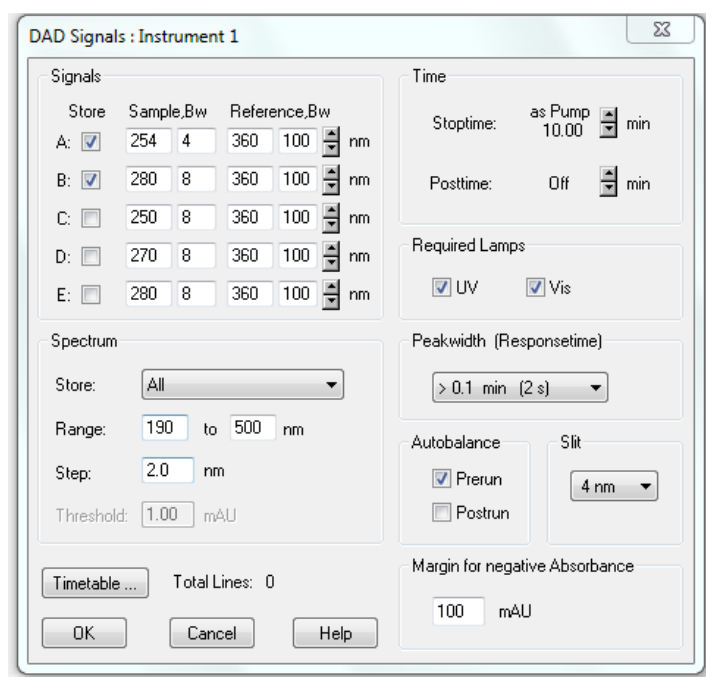 DAD Signals : Instrument 1
Signals
Store Sample,Bw Reference,Bw
A: 254 4 360 100 nm
B: 280 8 360 100 nm
C: 250 8 360 100 nm
D: 270 8 360 100 nm
E: 280 8 360 100 nm
Spectrum
Store: All
Range: 190 to 500 nm
Step: 2.0 nm
Threshold: 1.00 mAU
Timetable ... Total Lines: 0
OK Cancel Help
Time
as Pump
Stoptime: 10.00 min
Posttime: Off min
Required Lamps
UV Vis
Peakwidth (Responsetime)
> 0.1 min (2 s)
Autobalance
Prerun
Postrun
Slit
4 nm
Margin for negative Absorbance
100 mAU